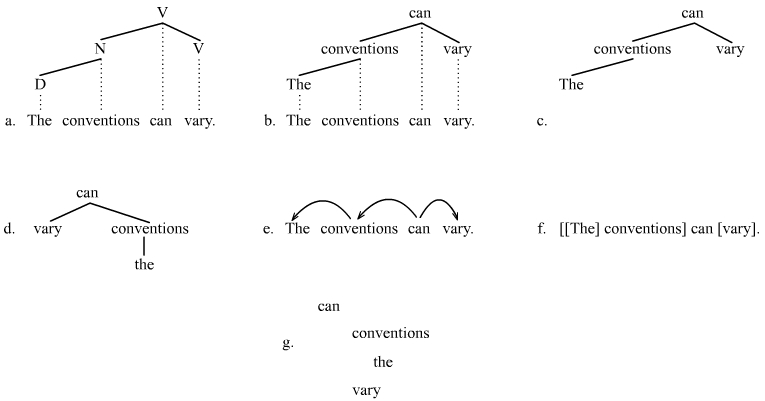 V
N V
D
a. The conventions can vary.
can
conventions vary
The
b. The conventions can vary.
can
conventions vary
The
c.
can
d. vary conventions
the
e. The conventions can vary.
f. [[The] conventions] can [vary].
can
conventions
g.
the
vary